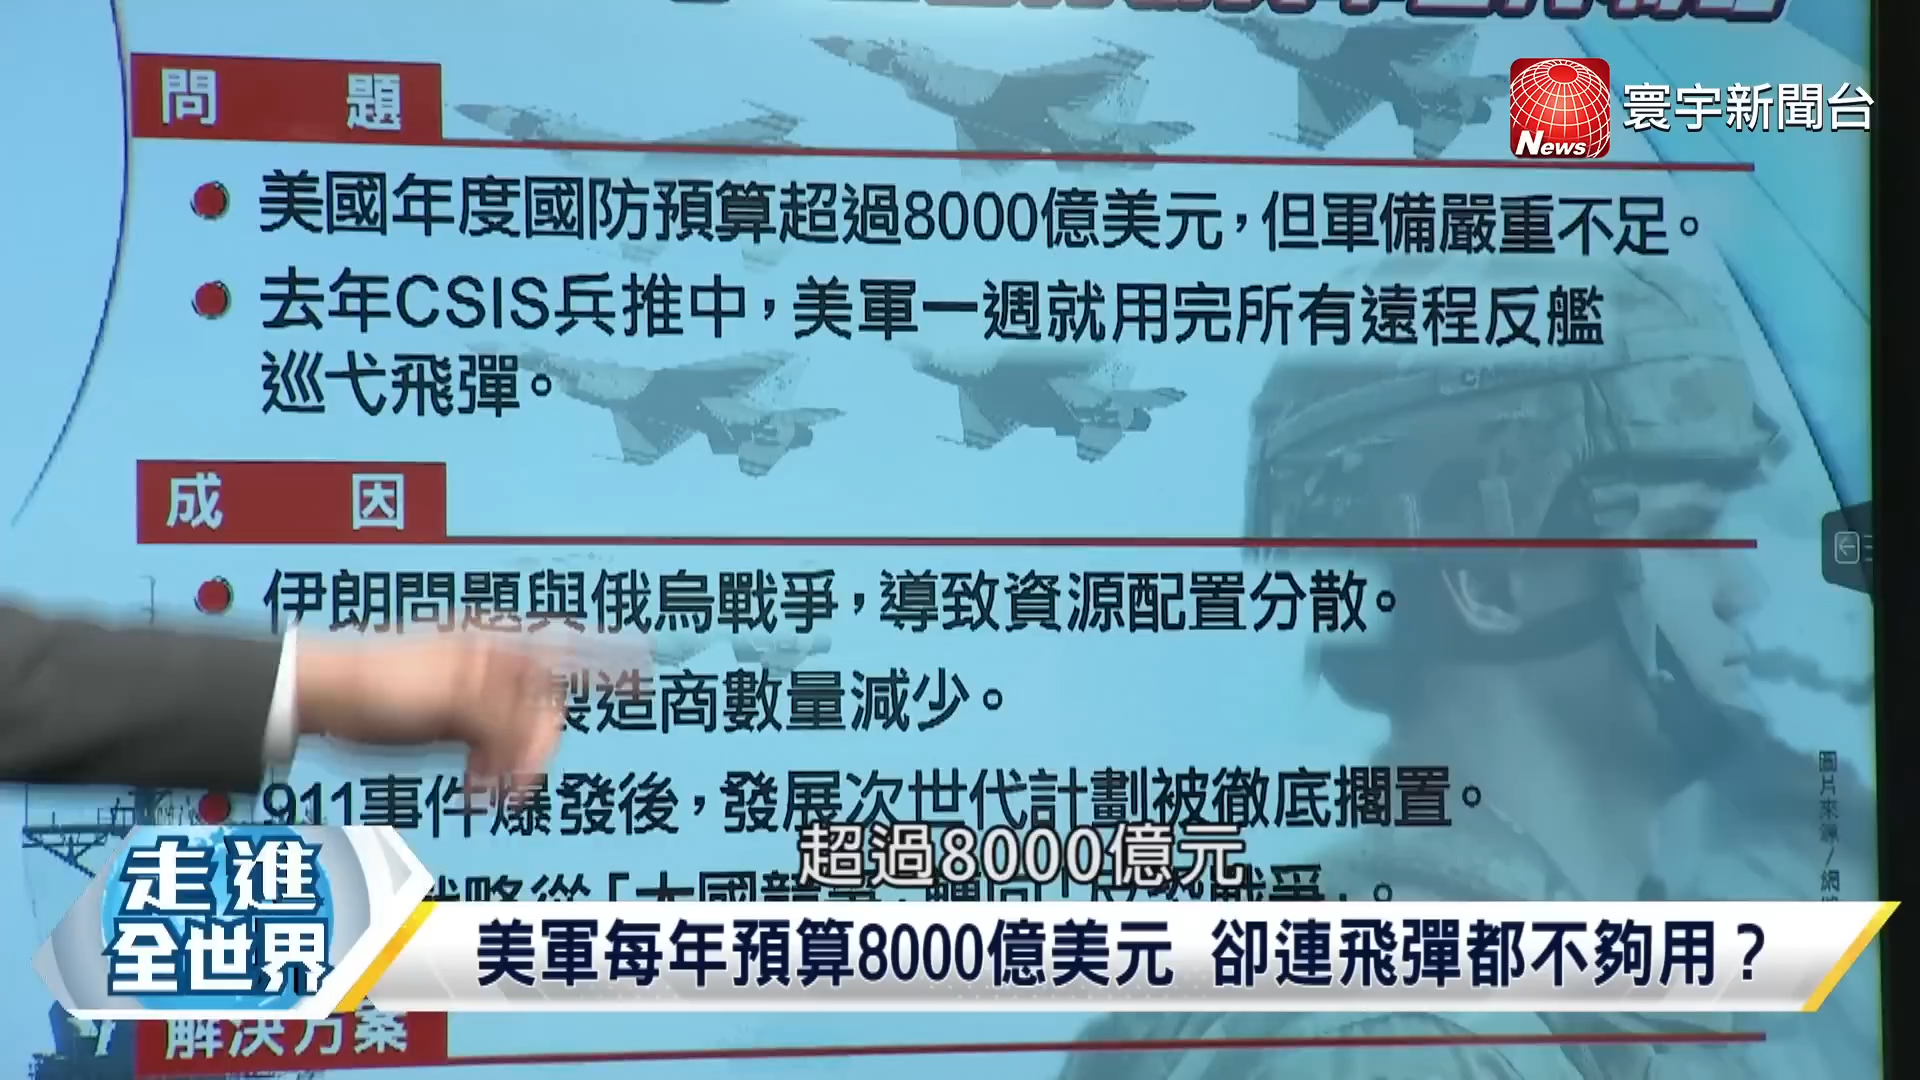 News
寰宇新聞台
問題
美國年度國防預算超過8000億美元，但軍備嚴重不足。
去年CSIS兵推中，美軍一週就用完所有遠程反艦
巡弋飛彈。
成因
伊朗問題與俄烏戰爭，導致資源配置分散。
製造商數量減少。
911事件爆發後，發展次世代計劃被徹底擱置。
超過8000億元
走進
全世界
美軍每年預算8000億美元 卻連飛彈都不夠用？
解決方案
圖片來源／網